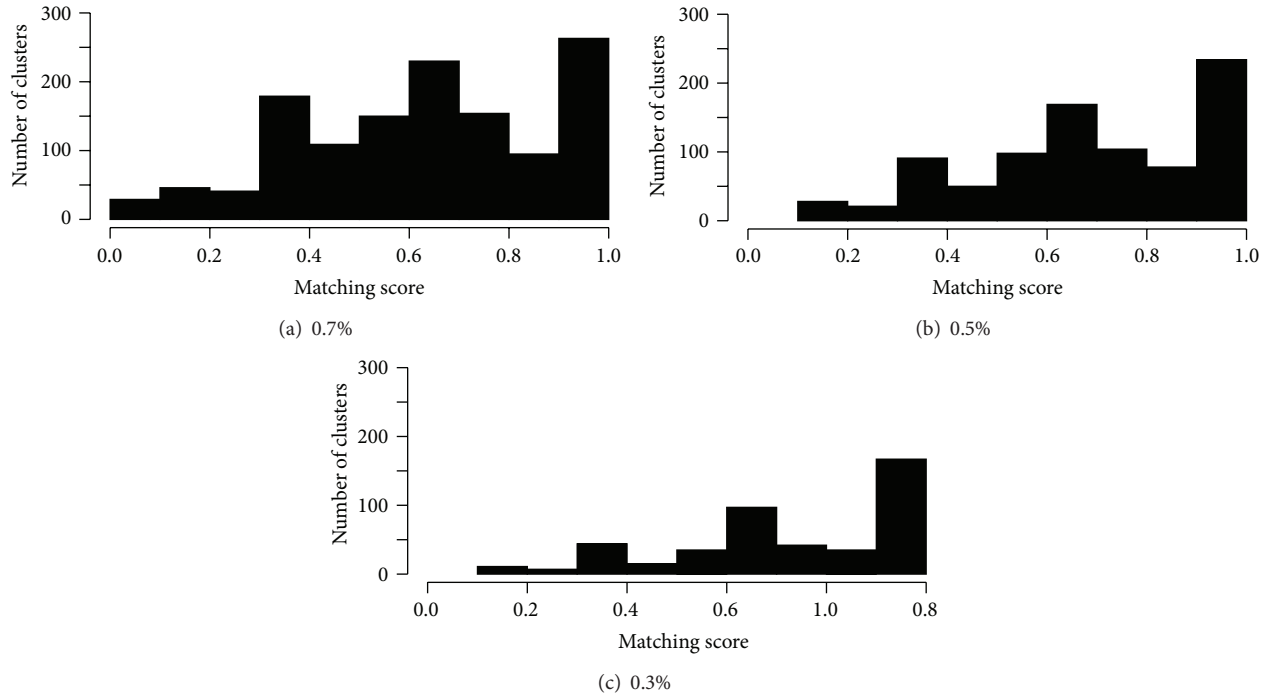 Number of clusters
300
200
100
0
0.0 0.2 0.4 0.6 0.8 1.0
Matching score
(a) 0.7%
Number of clusters
300
200
100
0
0.0 0.2 0.4 0.6 0.8 1.0
Matching score
(b) 0.5%
Number of clusters
300
200
100
0
0.0 0.2 0.4 0.6 1.0 0.8
Matching score
(c) 0.3%